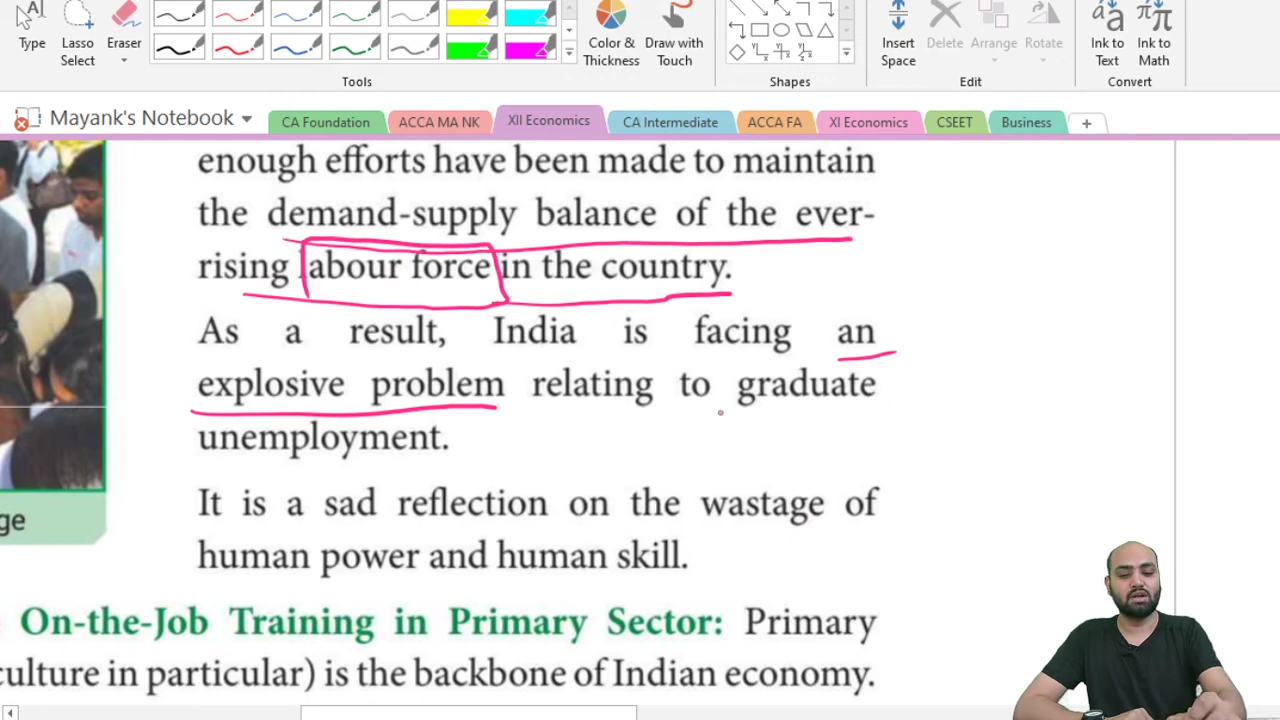 Type
Lasso Select
Eraser
Color & Thickness
Draw with Touch
Insert Space
Delete
Arrange
Rotate
Ink to Text
Ink to Math
Tools
Shapes
Edit
Convert
Mayank's Notebook
CA Foundation
ACCA MA NK
XII Economics
CA Intermediate
ACCA FA
XI Economics
CSEET
Business
enough efforts have been made to maintain
the demand-supply balance of the ever-
rising labour force in the country.
As a result, India is facing an
explosive problem relating to graduate
unemployment.
It is a sad reflection on the wastage of
human power and human skill.
On-the-Job Training in Primary Sector: Primary
culture in particular) is the backbone of Indian economy.